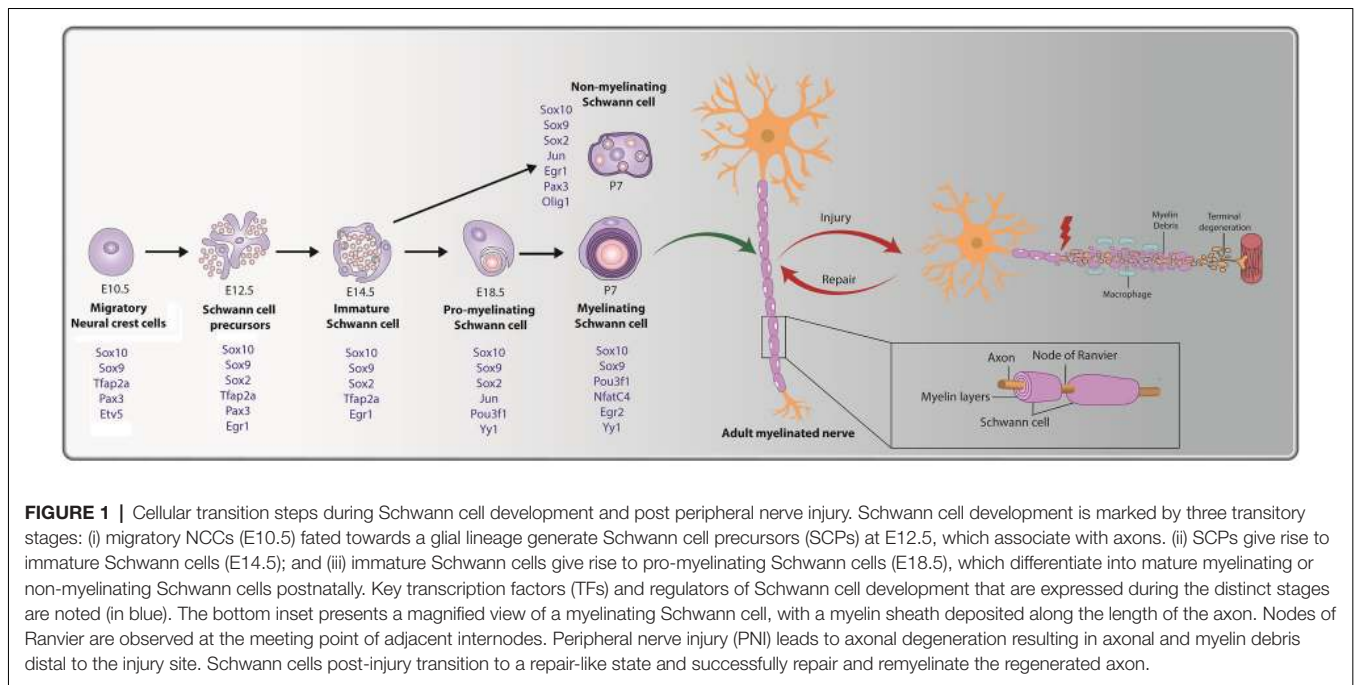 Non-myelinating
Schwann cell
Sox10
Sox9
Sox2
Jun
Egr1
Pax3
Olig1
P7
E10.5
Migratory
Neural crest cells
Sox10
Sox9
Tfap2a
Pax3
Etv5
E12.5
Schwann cell
precursors
Sox10
Sox9
Sox2
Tfap2a
Pax3
Egr1
E14.5
Immature
Schwann cell
Sox10
Sox9
Sox2
Tfap2a
Egr1
E18.5
Pro-myelinating
Schwann cell
Sox10
Sox9
Sox2
Jun
Pou3f1
Yy1
P7
Myelinating
Schwann cell
Sox10
Sox9
Pou3f1
NfatC4
Egr2
Yy1
Adult myelinated nerve
Injury
Repair
Myelin
Debris
Terminal
degeneration
Macrophage
Axon
Node of Ranvier
Myelin layers
Schwann cell
FIGURE 1 | Cellular transition steps during Schwann cell development and post peripheral nerve injury. Schwann cell development is marked by three transitory
stages: (i) migratory NCCs (E10.5) fated towards a glial lineage generate Schwann cell precursors (SCPs) at E12.5, which associate with axons. (ii) SCPs give rise to
immature Schwann cells (E14.5); and (iii) immature Schwann cells give rise to pro-myelinating Schwann cells (E18.5), which differentiate into mature myelinating or
non-myelinating Schwann cells postnatally. Key transcription factors (TFs) and regulators of Schwann cell development that are expressed during the distinct stages
are noted (in blue). The bottom inset presents a magnified view of a myelinating Schwann cell, with a myelin sheath deposited along the length of the axon. Nodes of
Ranvier are observed at the meeting point of adjacent internodes. Peripheral nerve injury (PNI) leads to axonal degeneration resulting in axonal and myelin debris
distal to the injury site. Schwann cells post-injury transition to a repair-like state and successfully repair and remyelinate the regenerated axon.